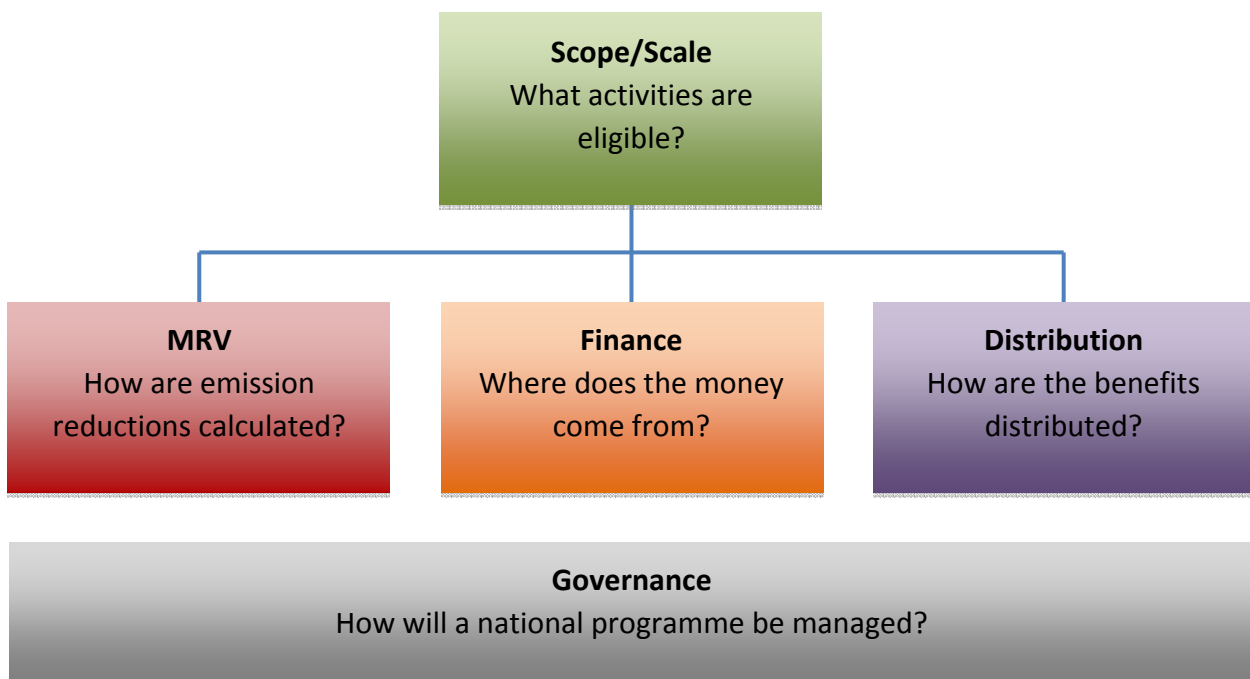 Scope/Scale
What activities are
eligible?
MRV
How are emission
reductions calculated?
Finance
Where does the money
come from?
Distribution
How are the benefits
distributed?
Governance
How will a national programme be managed?